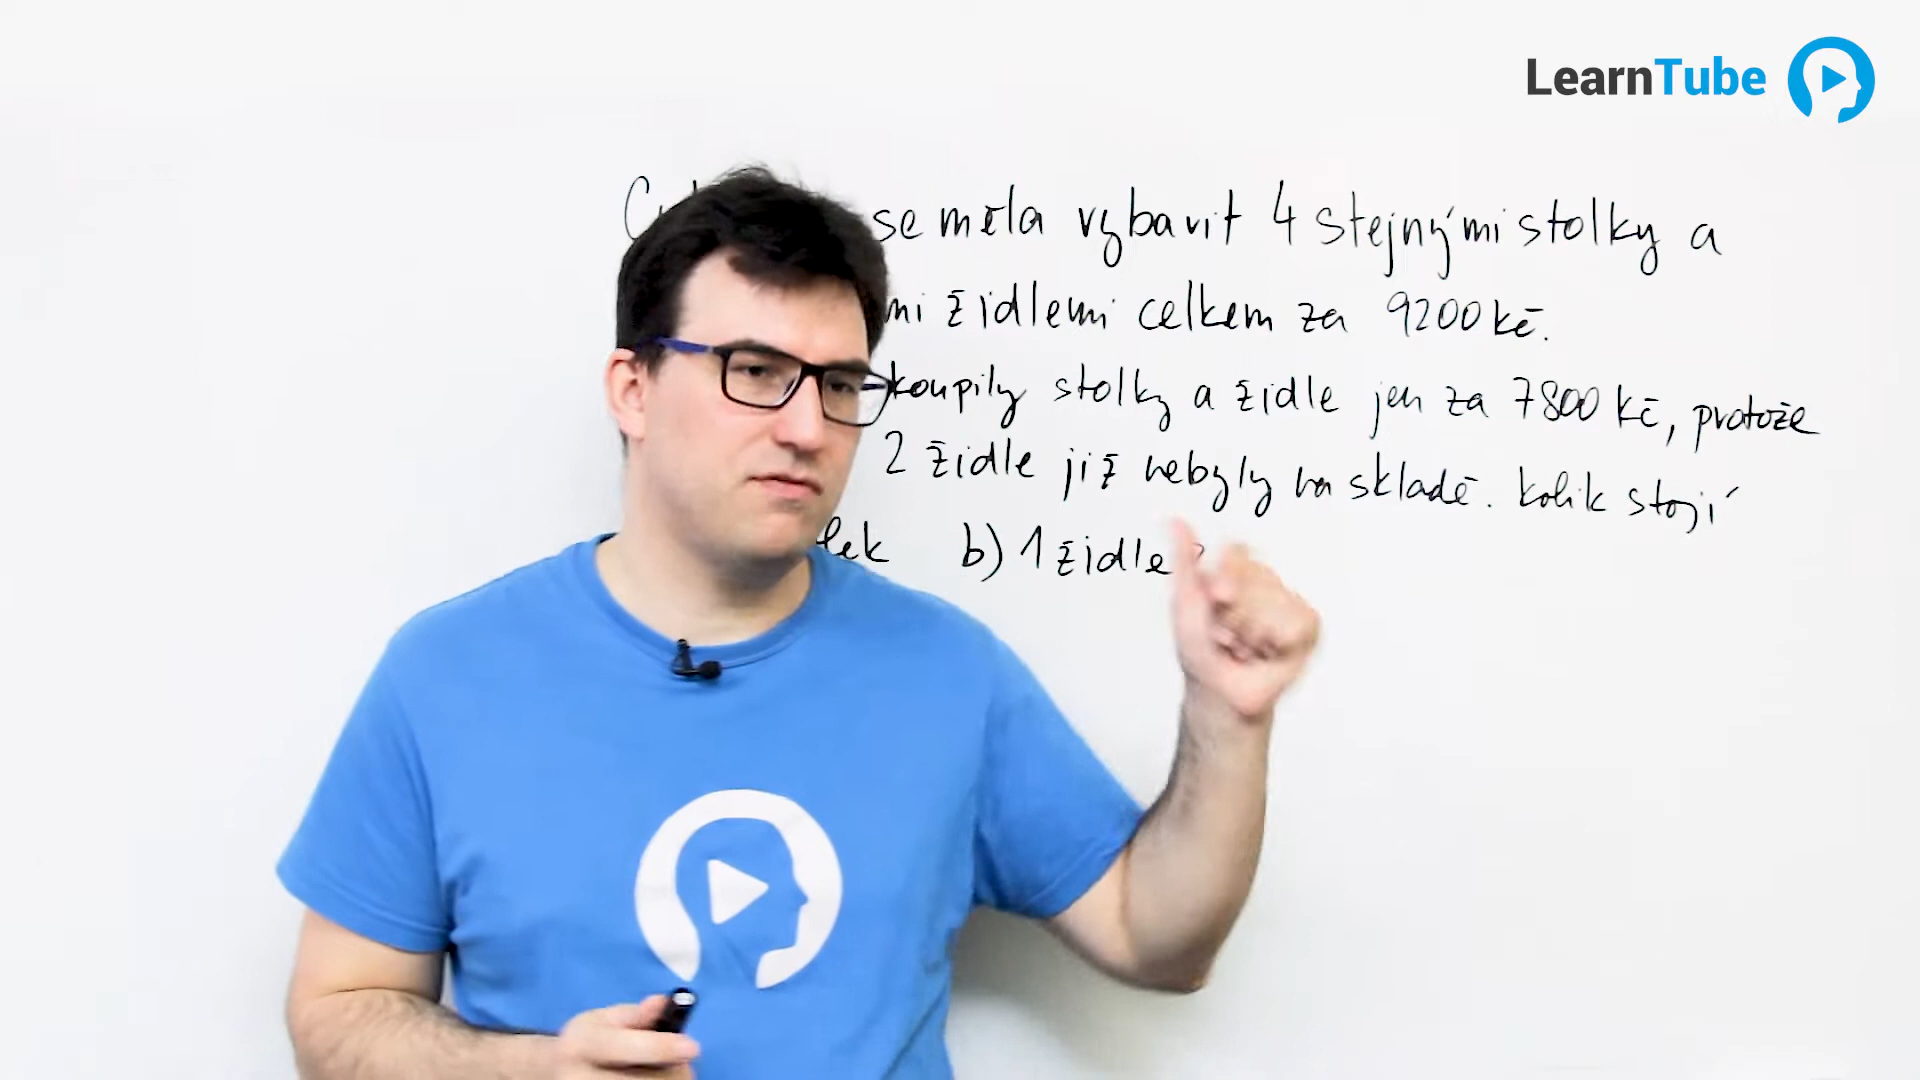 LearnTube
se měla vybavit 4 stejnými stolky a
mi židlemi celkem za 9200 kč.
koupily stolky a židle jen za 7800 kč, protože
2 židle již nebyly na skladě. kolik stojí
b) 1 židle